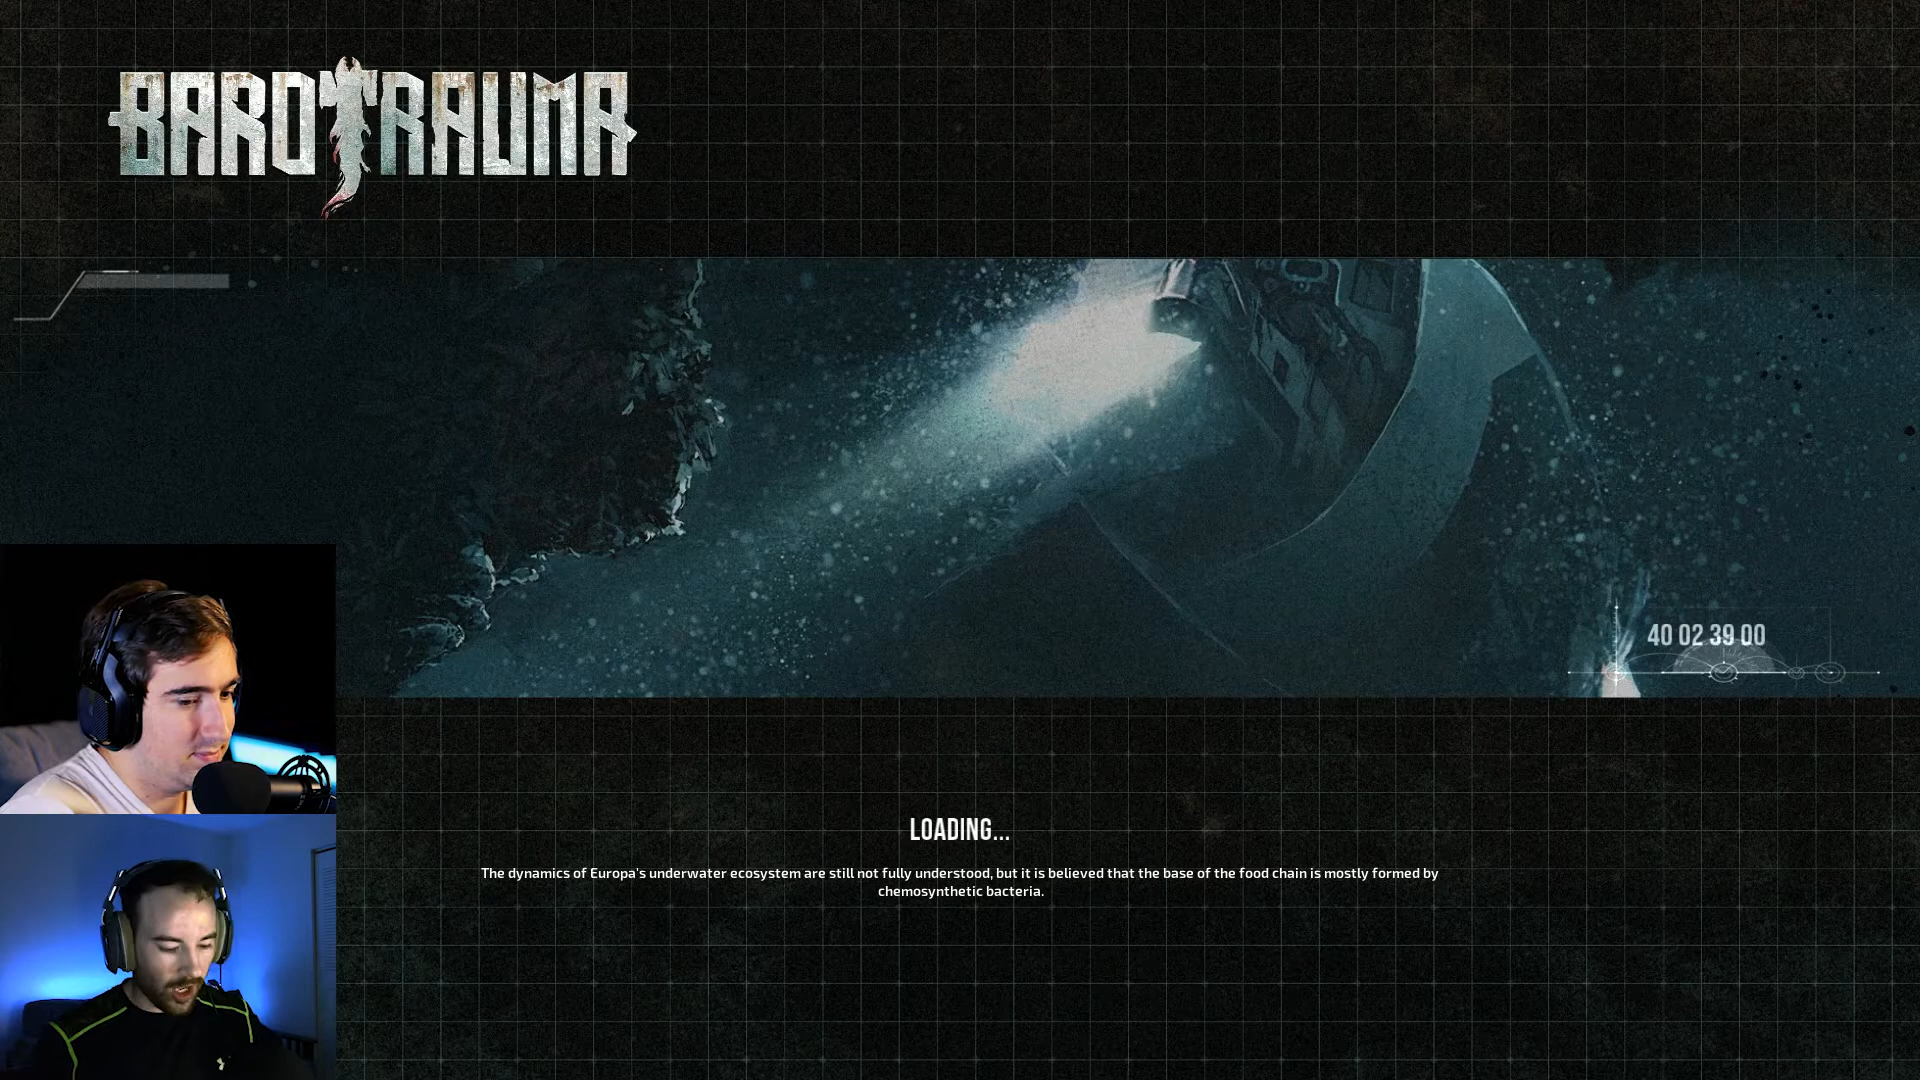 BAROTRAUMA
40 02 39 00
LOADING...
The dynamics of Europa's underwater ecosystem are still not fully understood, but it is believed that the base of the food chain is mostly formed by
chemosynthetic bacteria.